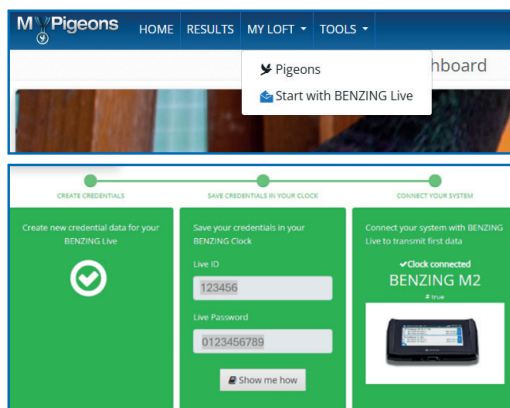 MyPigeons
HOME RESULTS MY LOFT TOOLS
hboard
Pigeons
Start with BENZING Live
CREATE CREDENTIALS
SAVE CREDENTIALS IN YOUR CLOCK
CONNECT YOUR SYSTEM
Create new credential data for your
BENZING Live
Save your credentials in your
BENZING Clock
Live ID
123456
Live Password
0123456789
Show me how
Connect your system with BENZING
Live to transmit first data
Clock connected
BENZING M2
# true